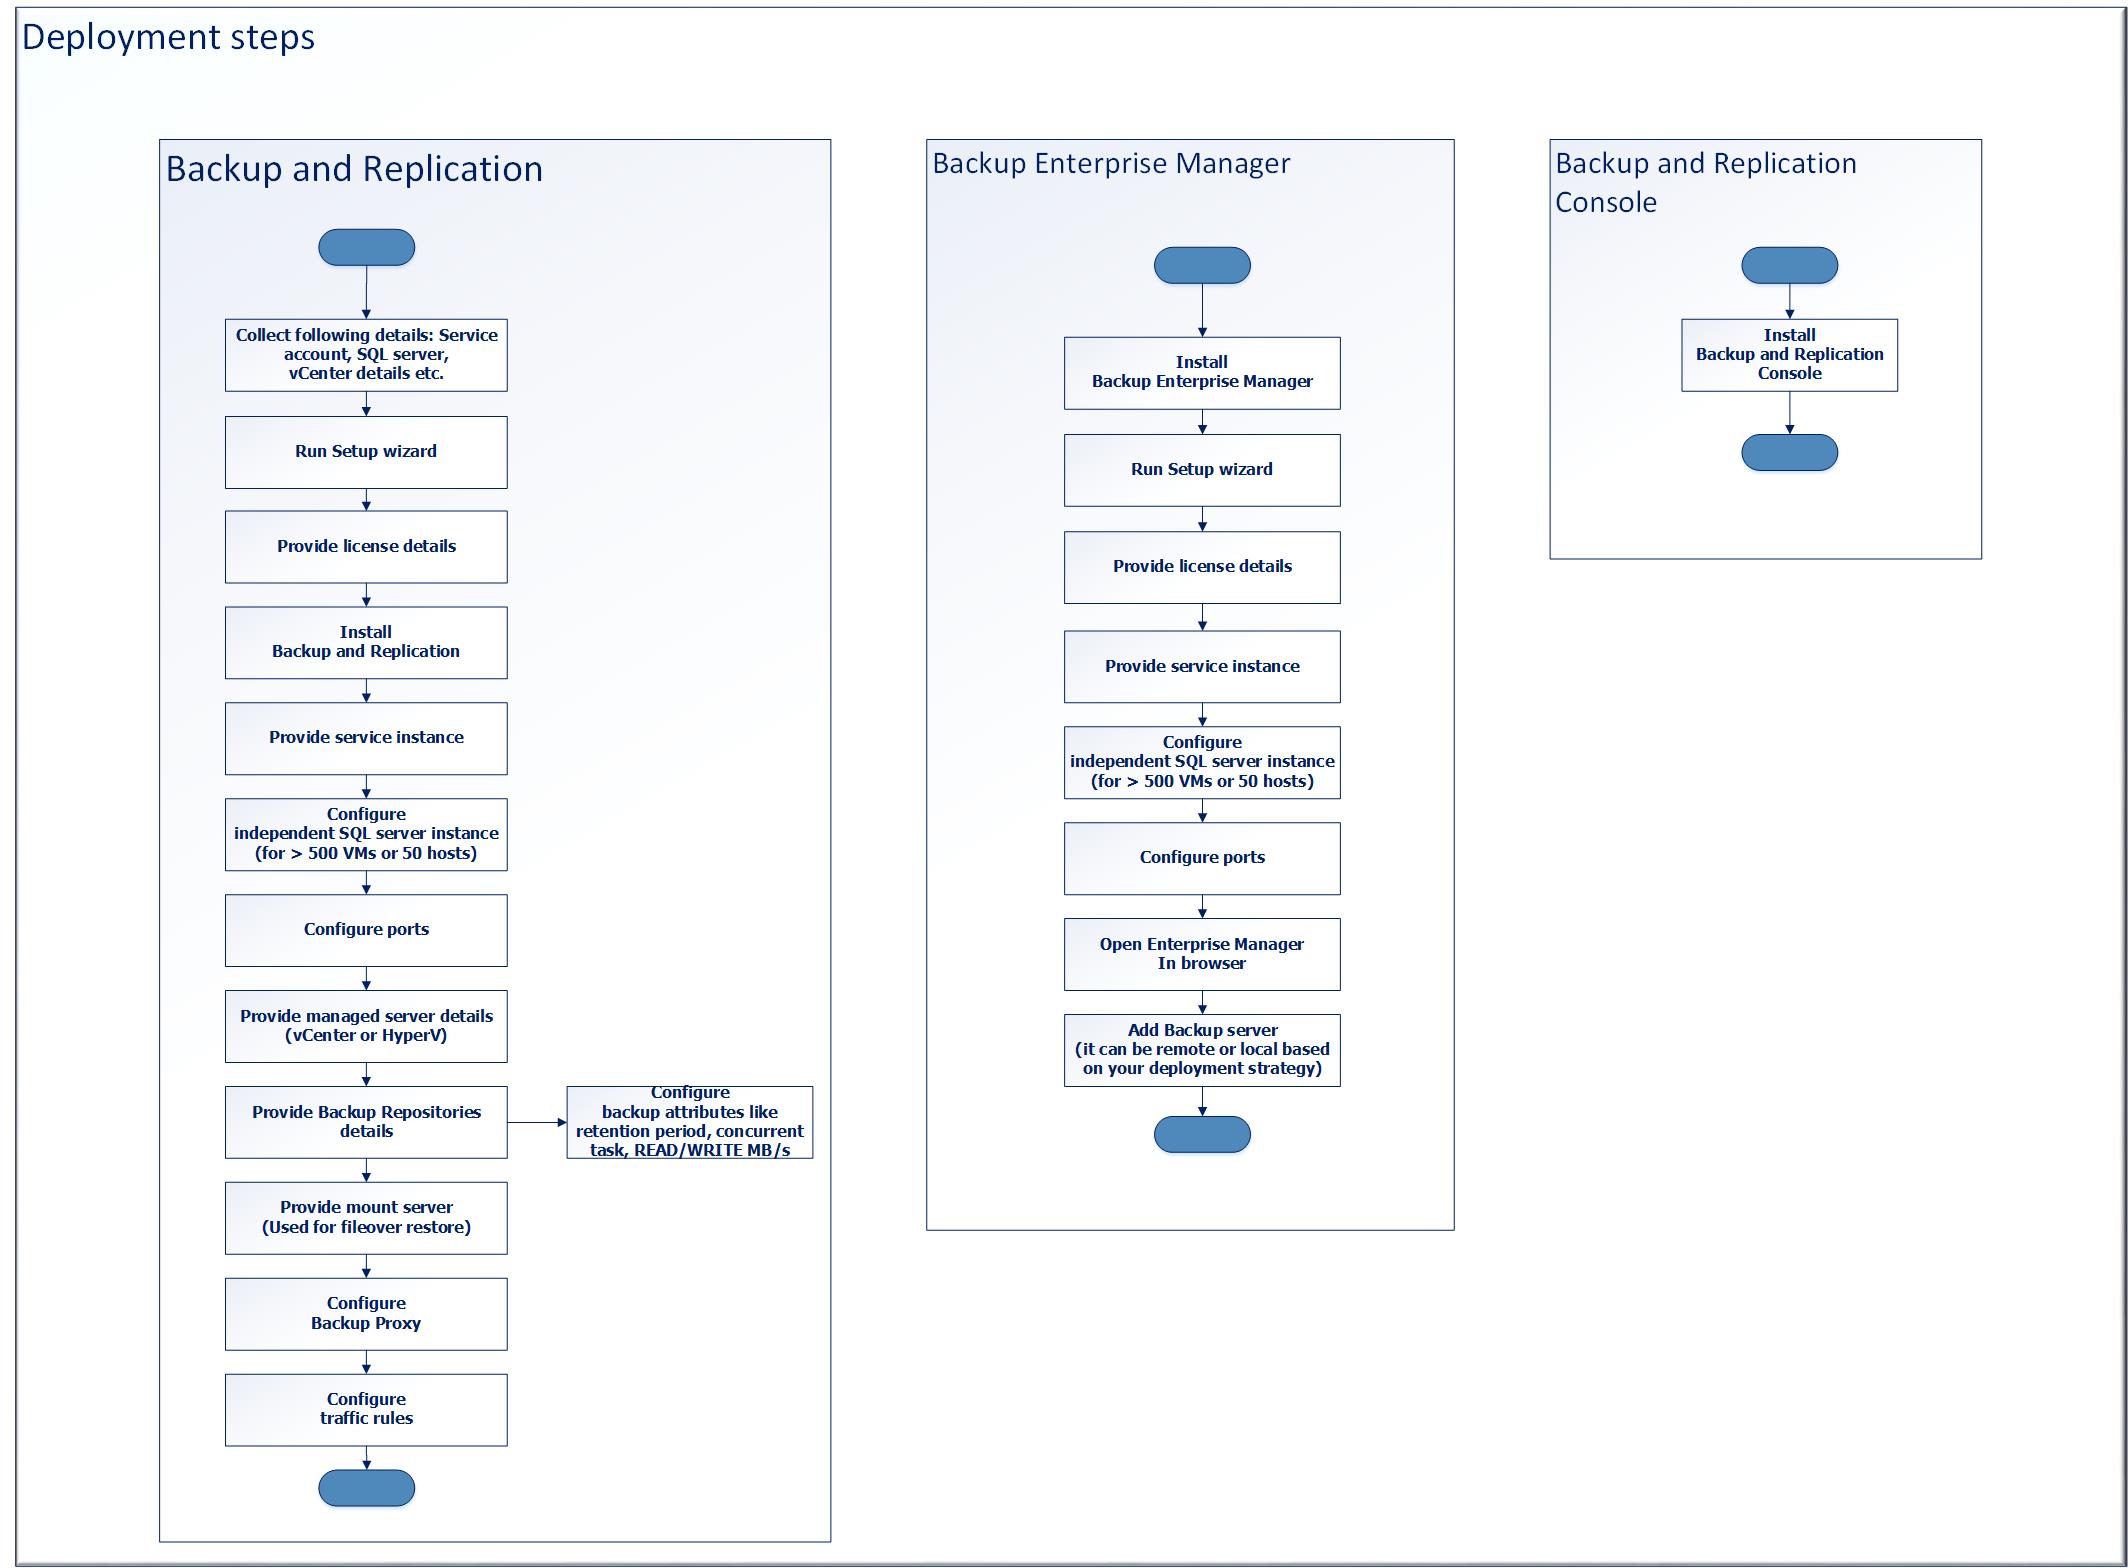 Deployment steps
Backup and Replication
Collect following details: Service
account, SQL server,
vCenter details etc.
Run Setup wizard
Provide license details
Install
Backup and Replication
Provide service instance
Configure
independent SQL server instance
(for > 500 VMs or 50 hosts)
Configure ports
Provide managed server details
(vCenter or HyperV)
Provide Backup Repositories
details
Configure
backup attributes like
retention period, concurrent
task, READ/WRITE MB/s
Provide mount server
(Used for fileover restore)
Configure
Backup Proxy
Configure
traffic rules
Backup Enterprise Manager
Install
Backup Enterprise Manager
Run Setup wizard
Provide license details
Provide service instance
Configure
independent SQL server instance
(for > 500 VMs or 50 hosts)
Configure ports
Open Enterprise Manager
In browser
Add Backup server
(it can be remote or local based
on your deployment strategy)
Backup and Replication
Console
Install
Backup and Replication
Console